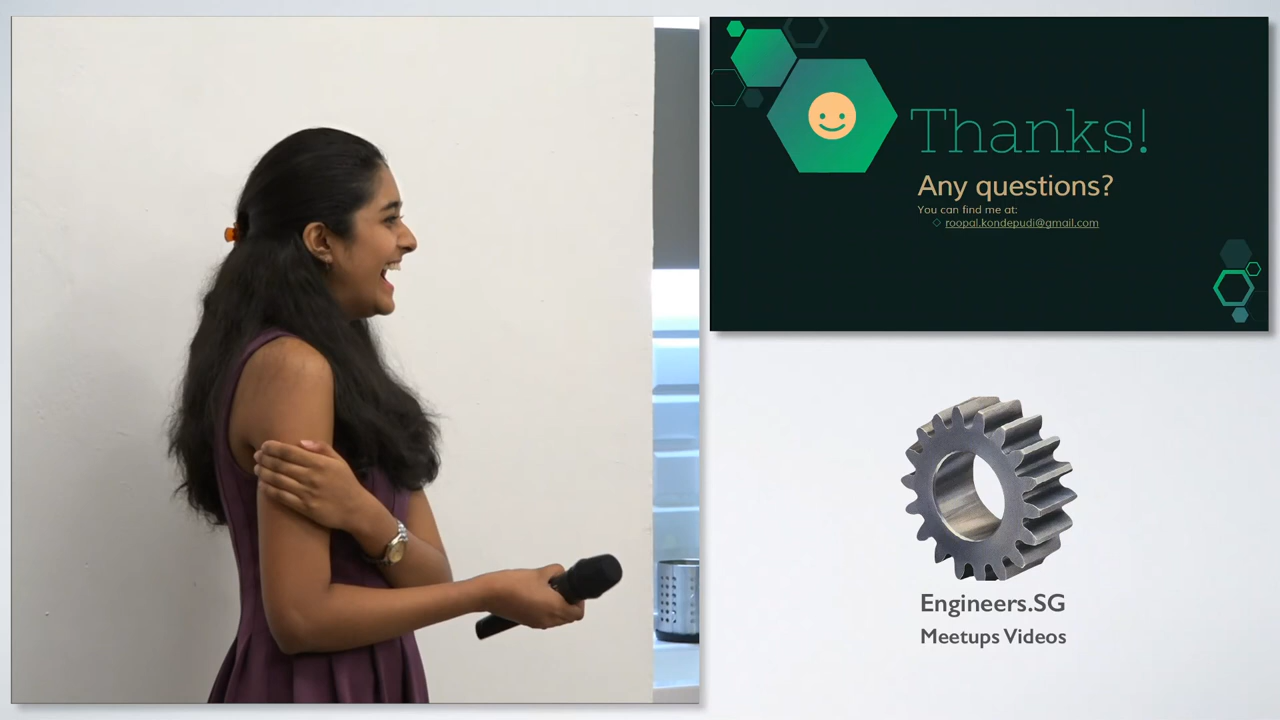 Thanks!
Any questions?
You can find me at:
roopal.kondepudi@gmail.com
Engineers.SG
Meetups Videos